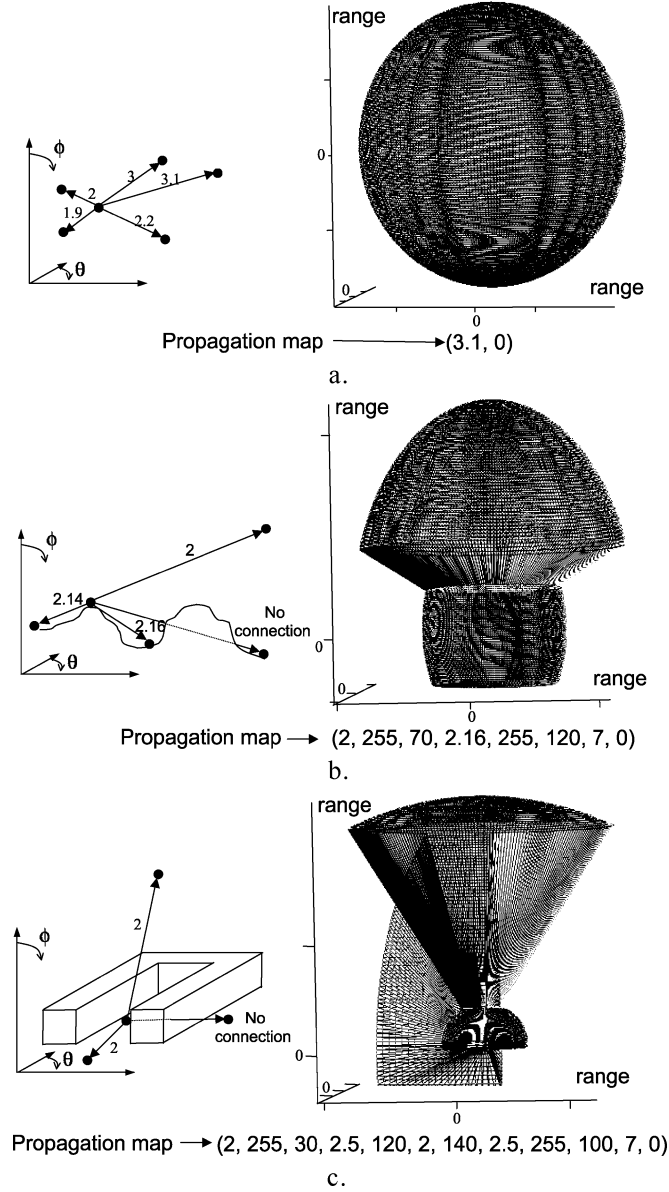 range
ϕ
3
3.1
2
1.9
2.2
θ
0
0
0
range
Propagation map
(3.1, 0)
a.
range
ϕ
2
2.14
2.16
No
connection
θ
0
0
0
range
Propagation map
(2, 255, 70, 2.16, 255, 120, 7, 0)
b.
range
ϕ
2
2
No
connection
θ
0
0
0
range
Propagation map
(2, 255, 30, 2.5, 120, 2, 140, 2.5, 255, 100, 7, 0)
c.